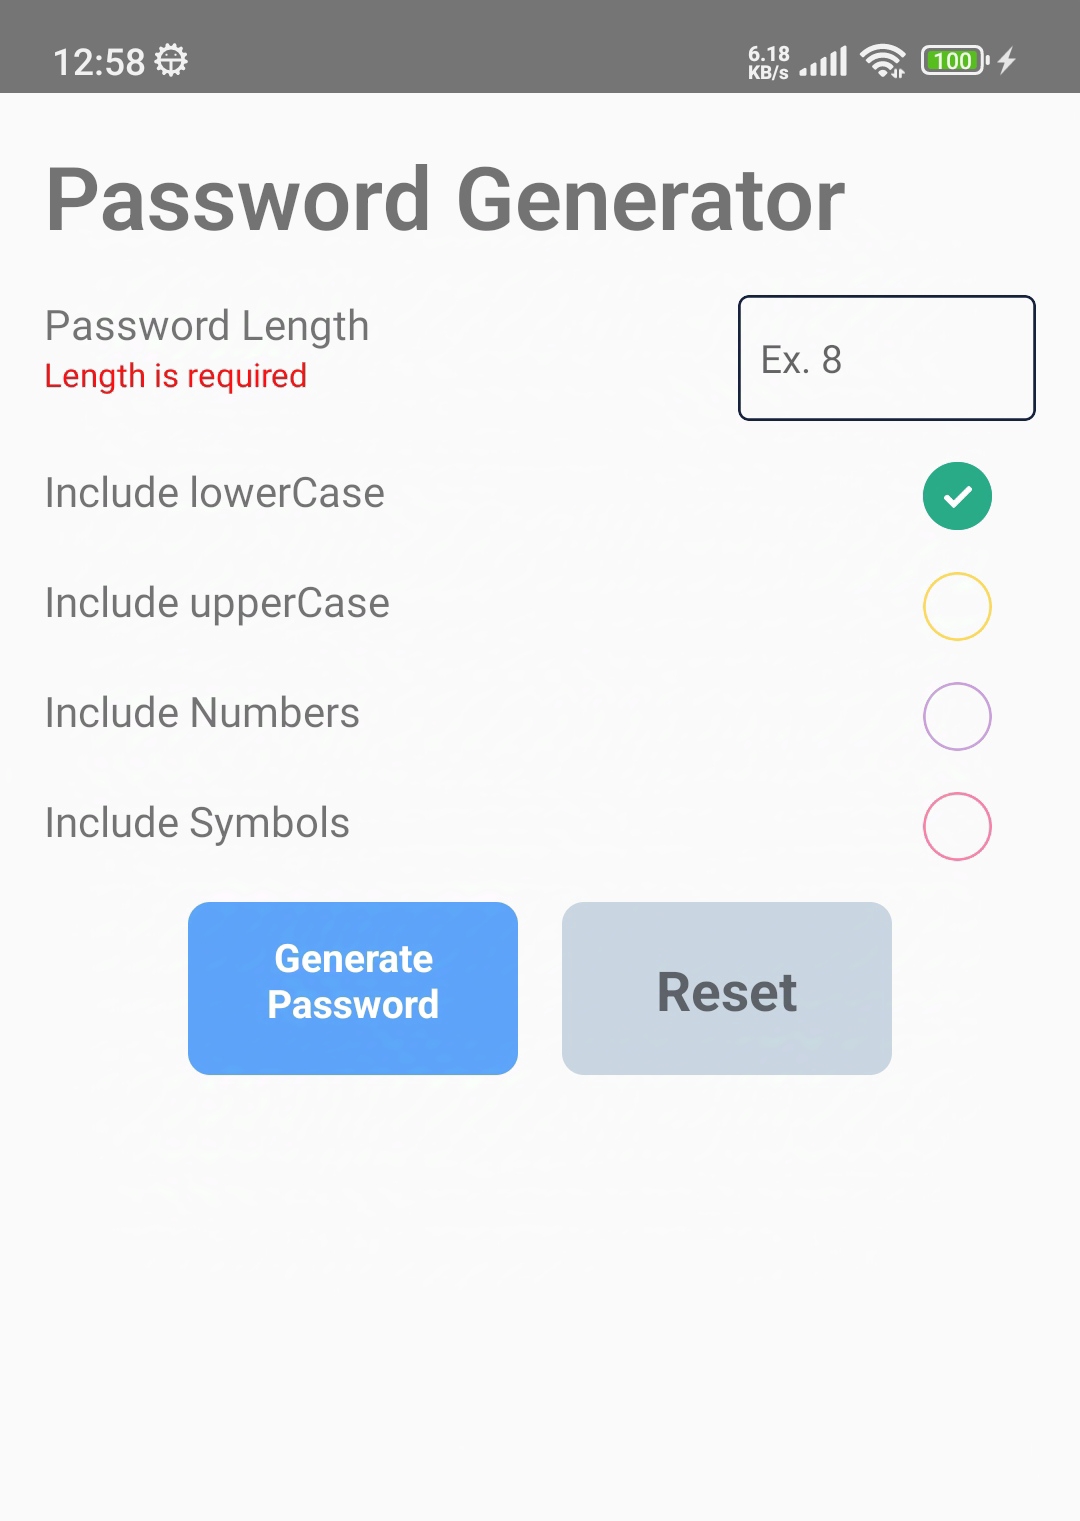 12:58
6.18
KB/s
100
Password Generator
Password Length
Length is required
Ex. 8
Include lowerCase
Include upperCase
Include Numbers
Include Symbols
Generate
Password
Reset